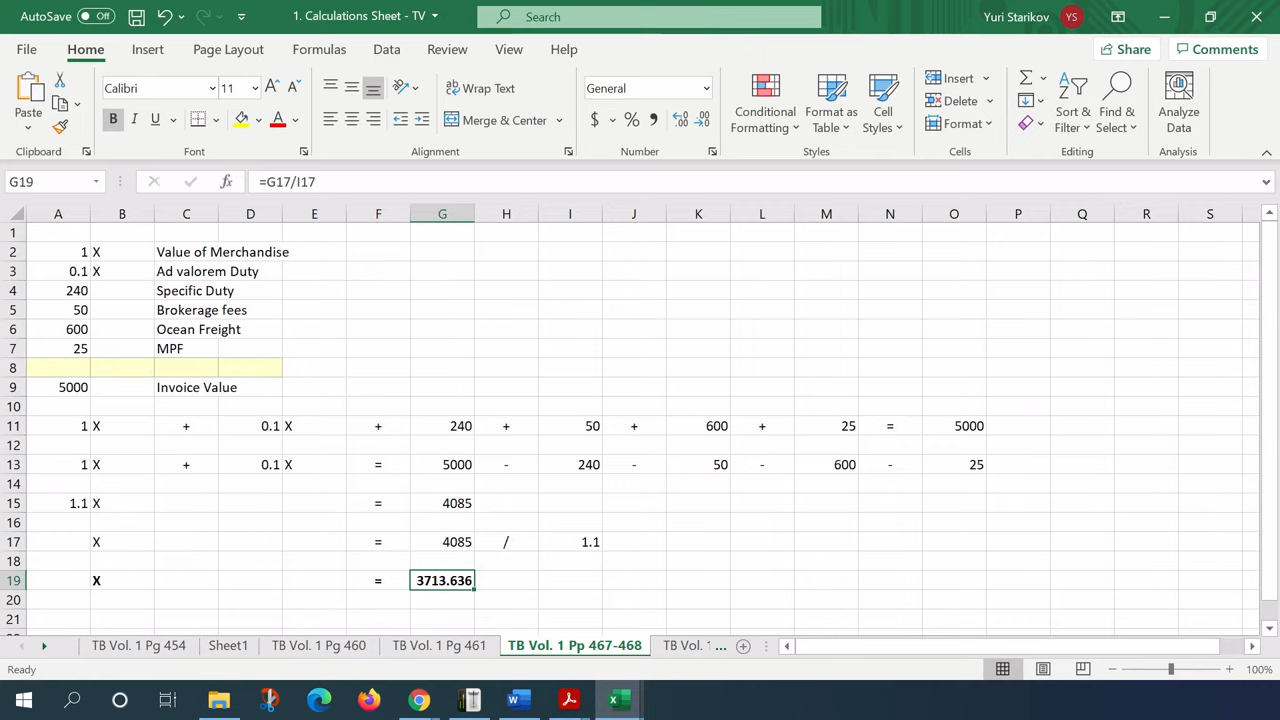 AutoSave Off 1. Calculations Sheet - TV Search Yuri Starikov YS
File Home Insert Page Layout Formulas Data Review View Help Share Comments
Paste Calibri 11 Wrap Text General Conditional Formatting Format as Table Cell Styles Insert Sort & Filter Find & Select Analyze Data
B I U Merge & Center $ % Delete
Format
Clipboard Font Alignment Number Styles Cells Editing Analysis
G19 fx =G17/I17
A B C D E F G H I J K L M N O P Q R S
1
2 1 X Value of Merchandise
3 0.1 X Ad valorem Duty
4 240 Specific Duty
5 50 Brokerage fees
6 600 Ocean Freight
7 25 MPF
8
9 5000 Invoice Value
10
11 1 X + 0.1 X + 240 + 50 + 600 + 25 = 5000
12
13 1 X + 0.1 X = 5000 - 240 - 50 - 600 - 25
14
15 1.1 X = 4085
16
17 X = 4085 / 1.1
18
19 X = 3713.636
20
21
TB Vol. 1 Pg 454 Sheet1 TB Vol. 1 Pg 460 TB Vol. 1 Pg 461 TB Vol. 1 Pp 467-468 TB Vol. ...
Ready 100%